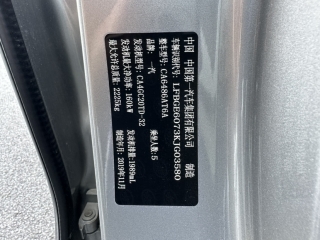 中国 中国第一汽车集团有限公司 制造
车辆识别代号: LFBGE6073KJG03580
整车型号: CA6486AT6A
品牌: 一汽 乘坐人数: 5
发动机型号: CA4GC20TD-32
发动机最大净功率: 160kW 发动机排量: 1989mL
最大允许总质量: 2225kg 制造年月: 2019年11月